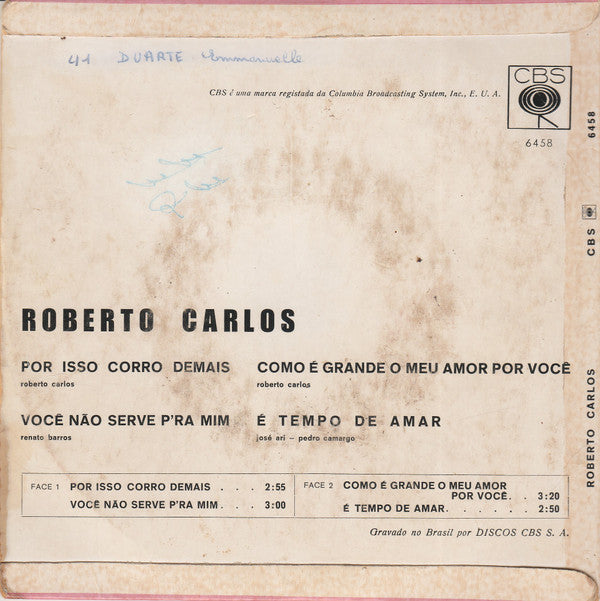 41 DUARTE Emmanuelle
CBS é uma marca registada da Columbia Broadcasting System, Inc., E. U. A.
CBS
6458
6458
CBS
ROBERTO CARLOS
ROBERTO CARLOS
POR ISSO CORRO DEMAIS
roberto carlos
COMO É GRANDE O MEU AMOR POR VOCÊ
roberto carlos
VOCÊ NÃO SERVE P'RA MIM
renato barros
É TEMPO DE AMAR
josé ari – pedro camargo
FACE 1 POR ISSO CORRO DEMAIS . . . 2:55
VOCÊ NÃO SERVE P'RA MIM . . . 3:00
FACE 2 COMO É GRANDE O MEU AMOR
POR VOCÊ. . 3:20
É TEMPO DE AMAR. . . . . . 2:50
Gravado no Brasil por DISCOS CBS S. A.